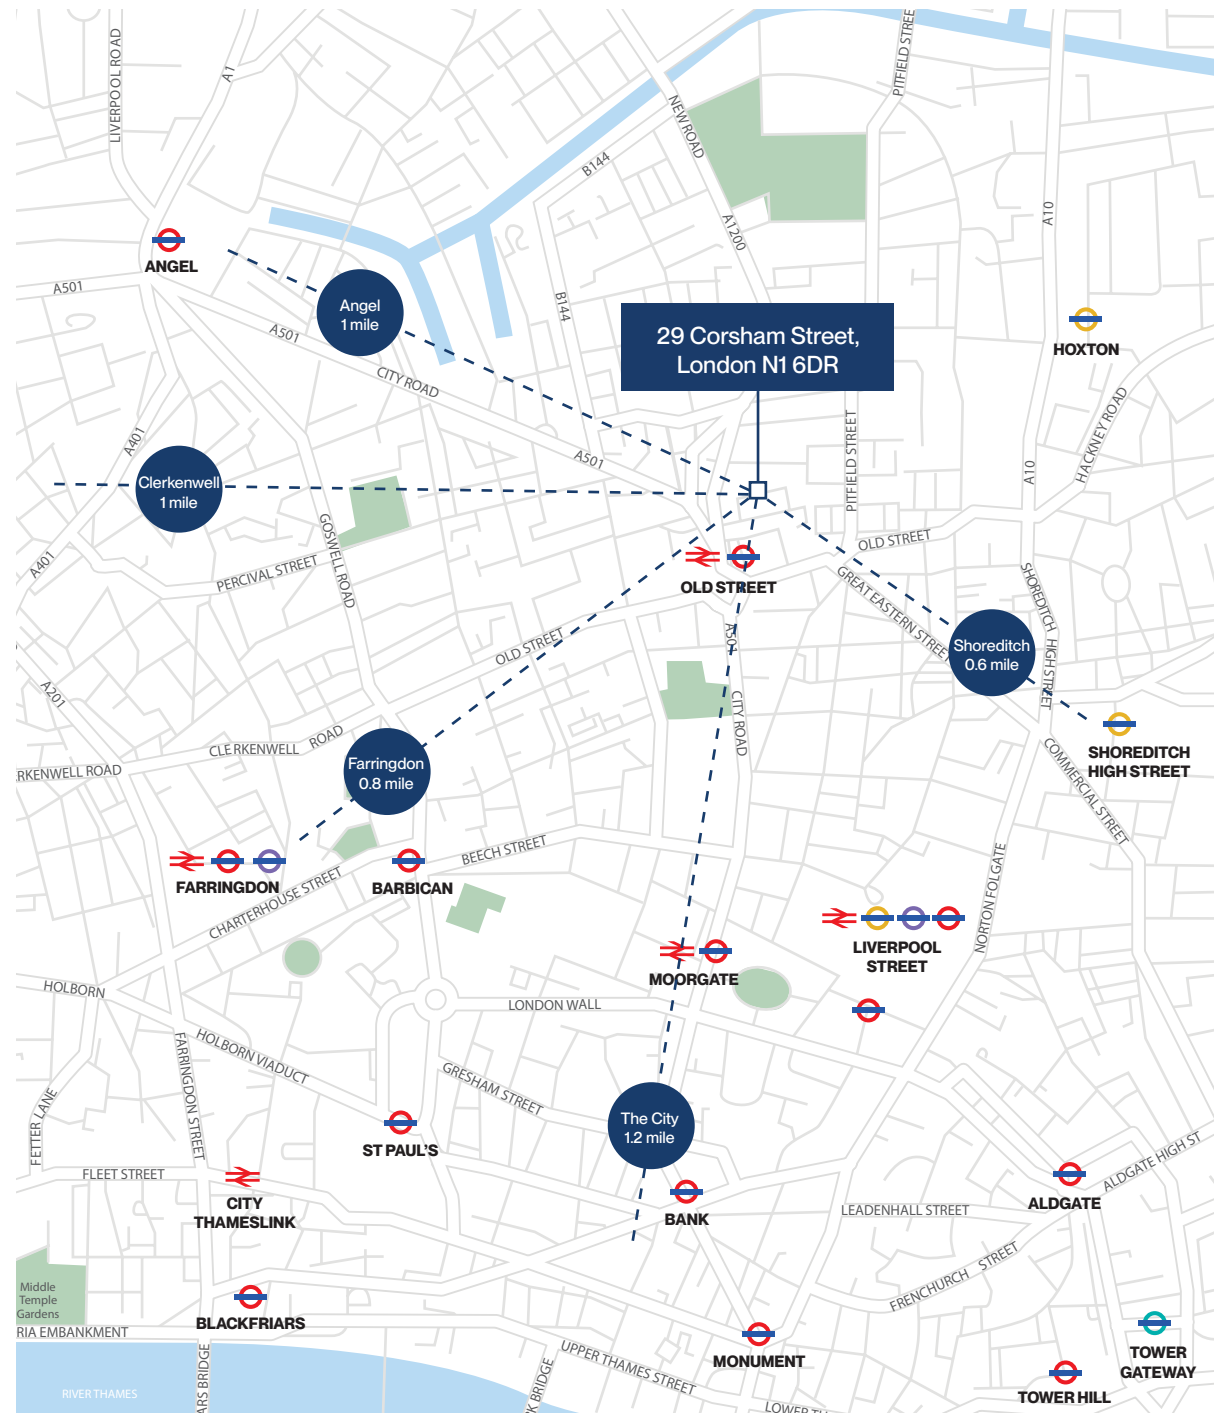 LIVERPOOL ROAD
A1
PITFIELD STREE
NEW ROAD
B144
A10
A1200
ANGEL
A501
Angel
1 mile
A501
B144
29 Corsham Street,
London N1 6DR
HOXTON
CITY ROAD
HACKNEY ROAD
A401
A501
PITFIELD STREET
A10
Clerkenwell
1 mile
GOSWELL ROAD
OLD STREET
A401
PERCIVAL STREET
OLD STREET
GREAT EASTERN STREET
SHOREDITCH HIGH STREET
A501
OLD STREET
Shoreditch
0.6 mile
A201
CITY ROAD
CLERKENWELL ROAD
SHOREDITCH
HIGH STREET
RKENWELL ROAD
Farringdon
0.8 mile
COMMERCIAL STREET
FARRINGDON
BARBICAN
BEECH STREET
CHARTERHOUSE STREET
NORTON FOLGATE
LIVERPOOL
STREET
MOORGATE
HOLBORN
LONDON WALL
HOLBORN VIADUCT
FARRINGDON STREET
GRESHAM STREET
FETTER LANE
The City
1.2 mile
ST PAUL'S
FLEET STREET
CITY
THAMESLINK
BANK
LEADENHALL STREET
ALDGATE
ALDGATE HIGH ST
FRENCHURCH STREET
Middle
Temple
Gardens
BLACKFRIARS
RIA EMBANKMENT
MONUMENT
TOWER
GATEWAY
UPPER THAMES STREET
TOWER HILL
ARS BRIDGE
K BRIDGE
RIVER THAMES
LOWER TH